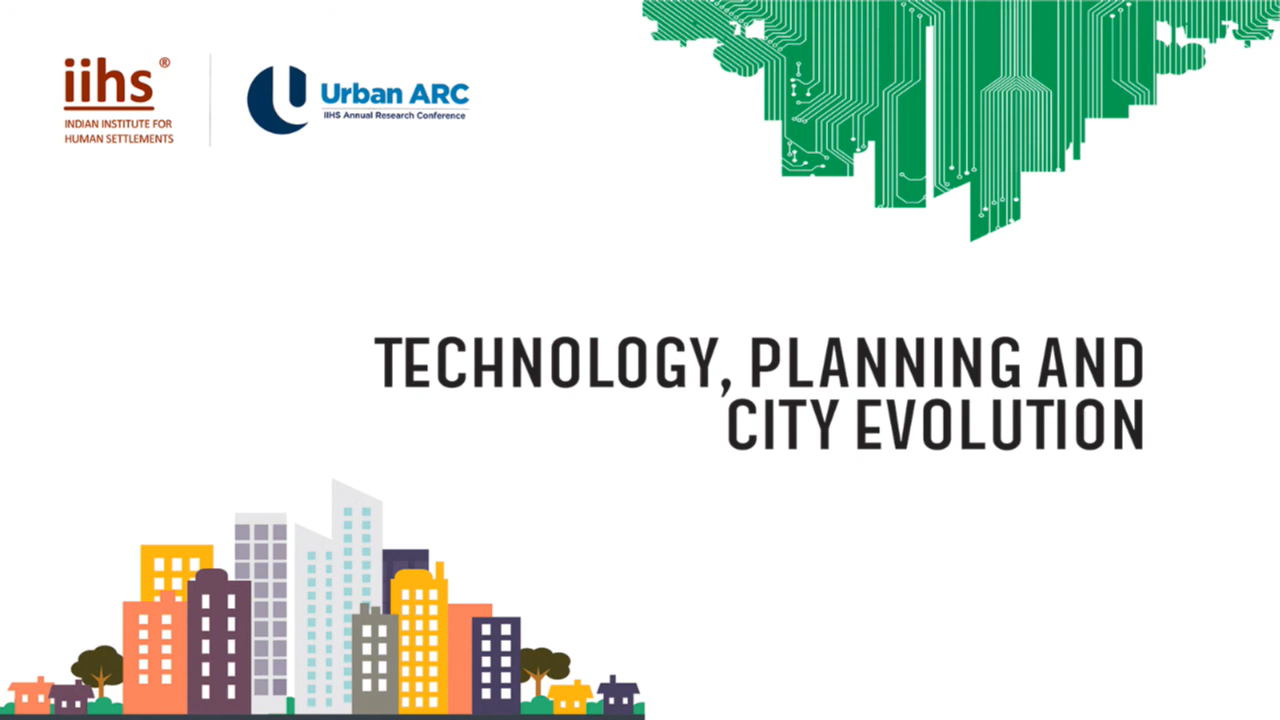 iihs®
INDIAN INSTITUTE FOR
HUMAN SETTLEMENTS
Urban ARC
IIHS Annual Research Conference
TECHNOLOGY, PLANNING AND
CITY EVOLUTION